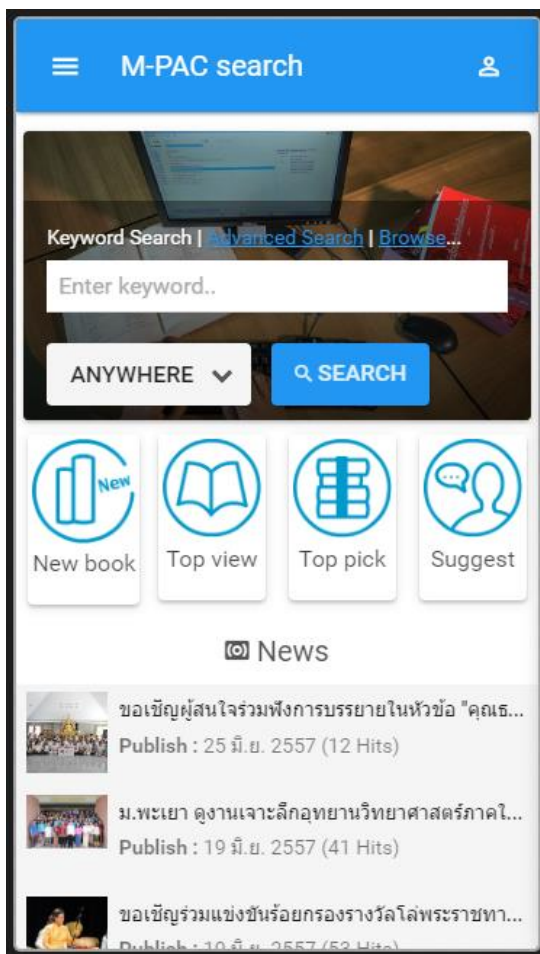 M-PAC search
Keyword Search | Advanced Search | Browse...
Enter keyword..
ANYWHERE
SEARCH
New
New book
Top view
Top pick
Suggest
News
ขอเชิญผู้สนใจร่วมฟังการบรรยายในหัวข้อ "คุณธ...
Publish : 25 มิ.ย. 2557 (12 Hits)
ม.พะเยา ดูงานเจาะลึกอุทยานวิทยาศาสตร์ภาคใ...
Publish : 19 มิ.ย. 2557 (41 Hits)
ขอเชิญร่วมแข่งขันร้อยกรองรางวัลโล่พระราชทา...
Publish : 10 มิ.ย. 2557 (53 Hits)